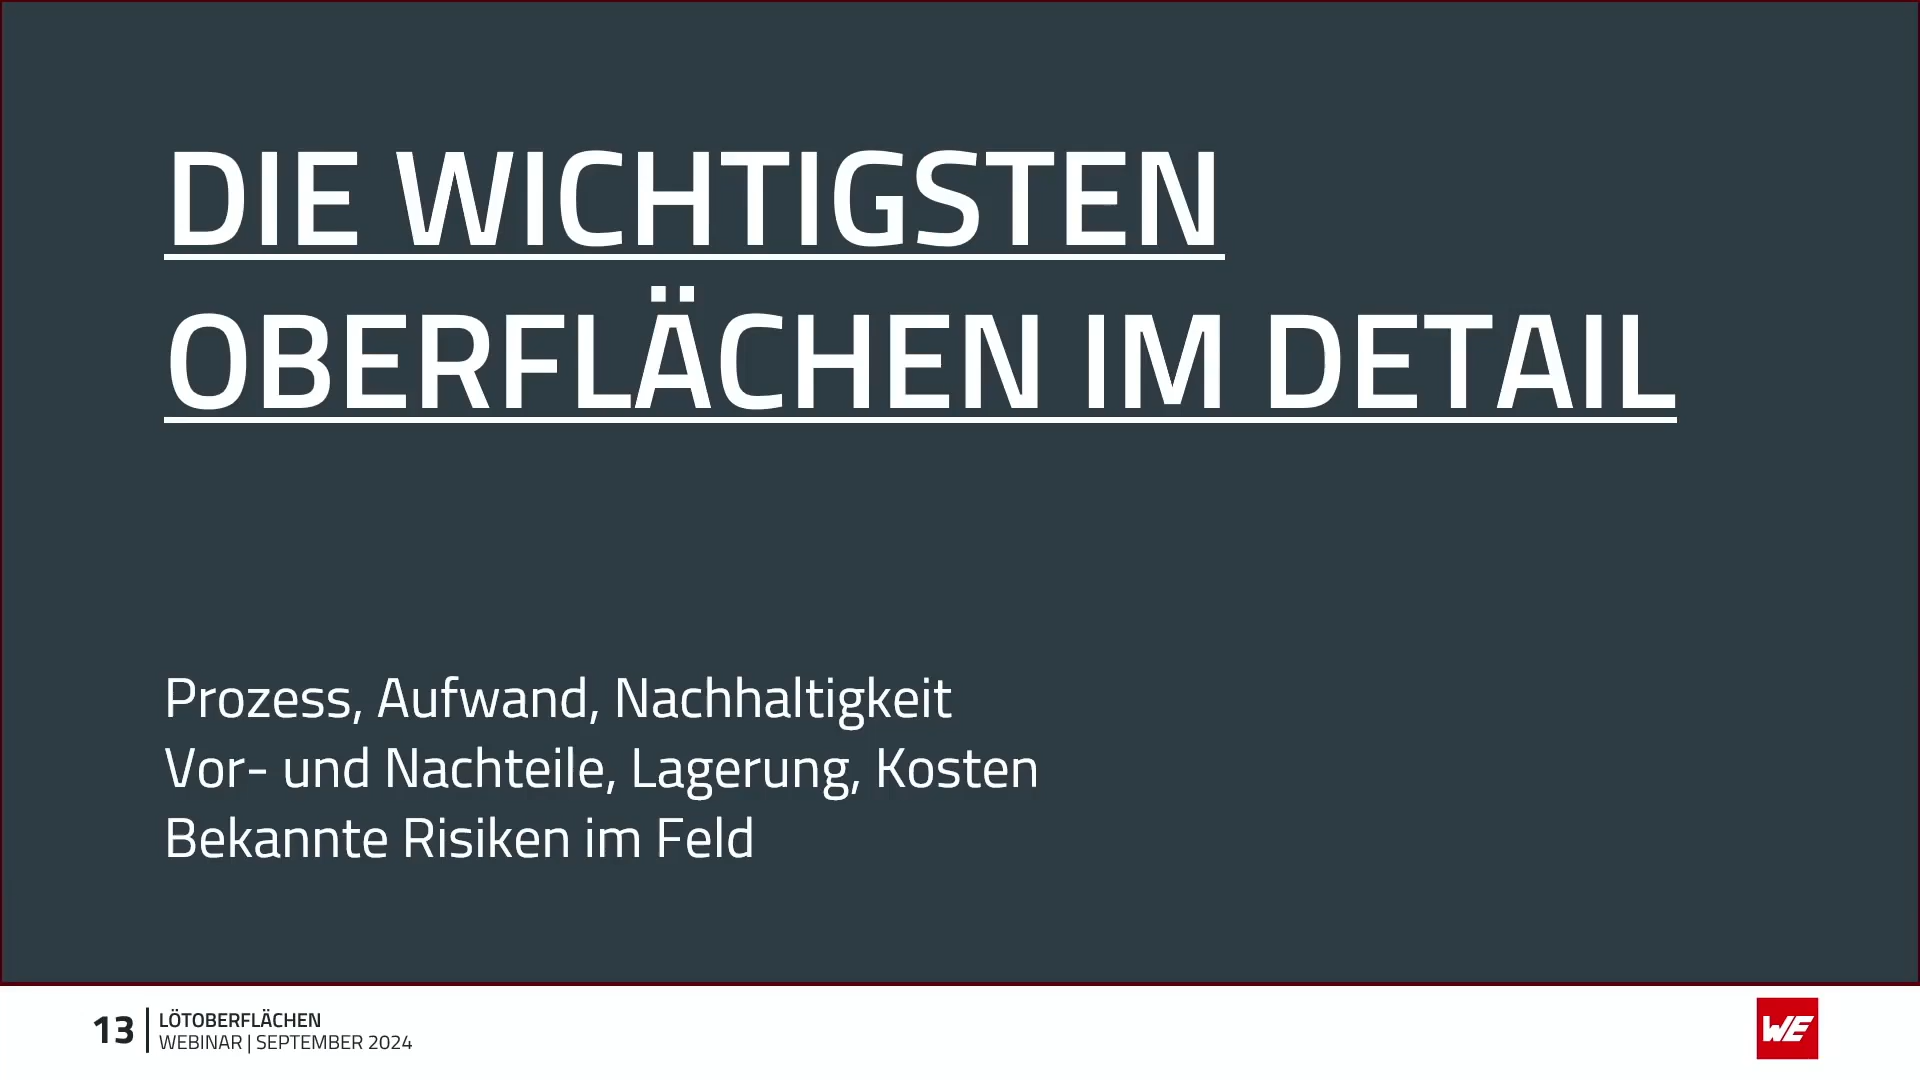 DIE WICHTIGSTEN
OBERFLÄCHEN IM DETAIL
Prozess, Aufwand, Nachhaltigkeit
Vor- und Nachteile, Lagerung, Kosten
Bekannte Risiken im Feld
13
LÖTOBERFLÄCHEN
WEBINAR | SEPTEMBER 2024
WE